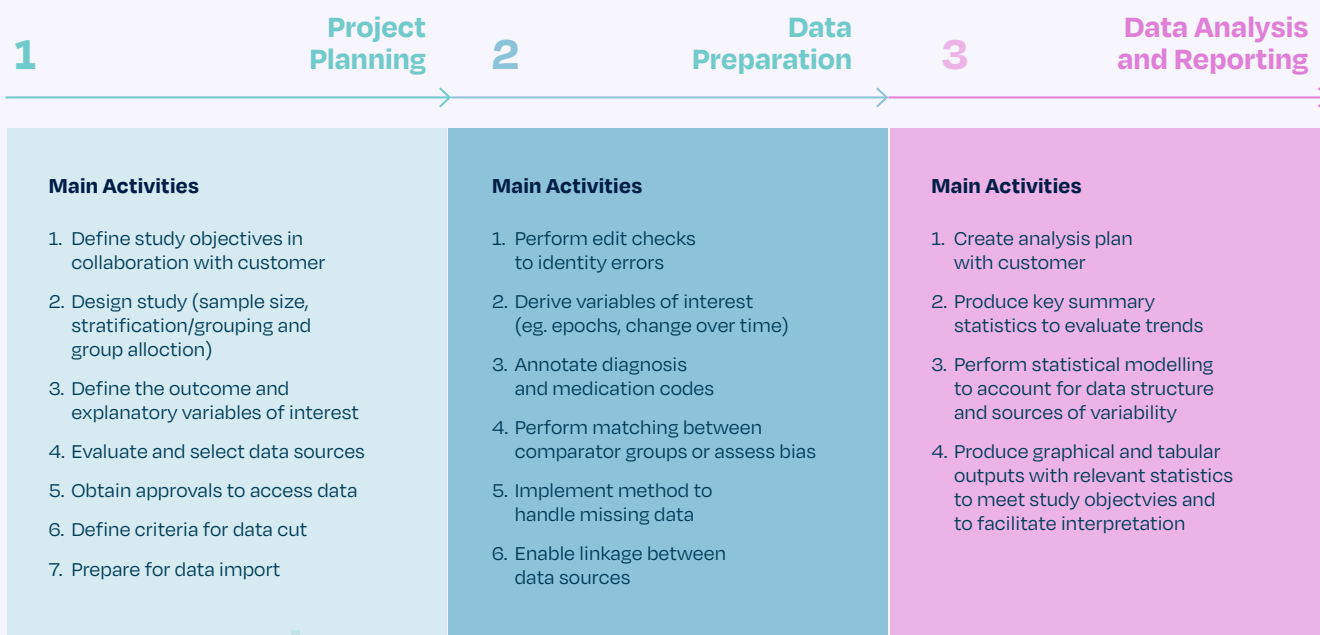 1
Project
Planning
2
Data
Preparation
3
Data Analysis
and Reporting
Main Activities
1. Define study objectives in
collaboration with customer
2. Design study (sample size,
stratification/grouping and
group alloction)
3. Define the outcome and
explanatory variables of interest
4. Evaluate and select data sources
5. Obtain approvals to access data
6. Define criteria for data cut
7. Prepare for data import
Main Activities
1. Perform edit checks
to identity errors
2. Derive variables of interest
(eg. epochs, change over time)
3. Annotate diagnosis
and medication codes
4. Perform matching between
comparator groups or assess bias
5. Implement method to
handle missing data
6. Enable linkage between
data sources
Main Activities
1. Create analysis plan
with customer
2. Produce key summary
statistics to evaluate trends
3. Perform statistical modelling
to account for data structure
and sources of variability
4. Produce graphical and tabular
outputs with relevant statistics
to meet study objectvies and
to facilitate interpretation